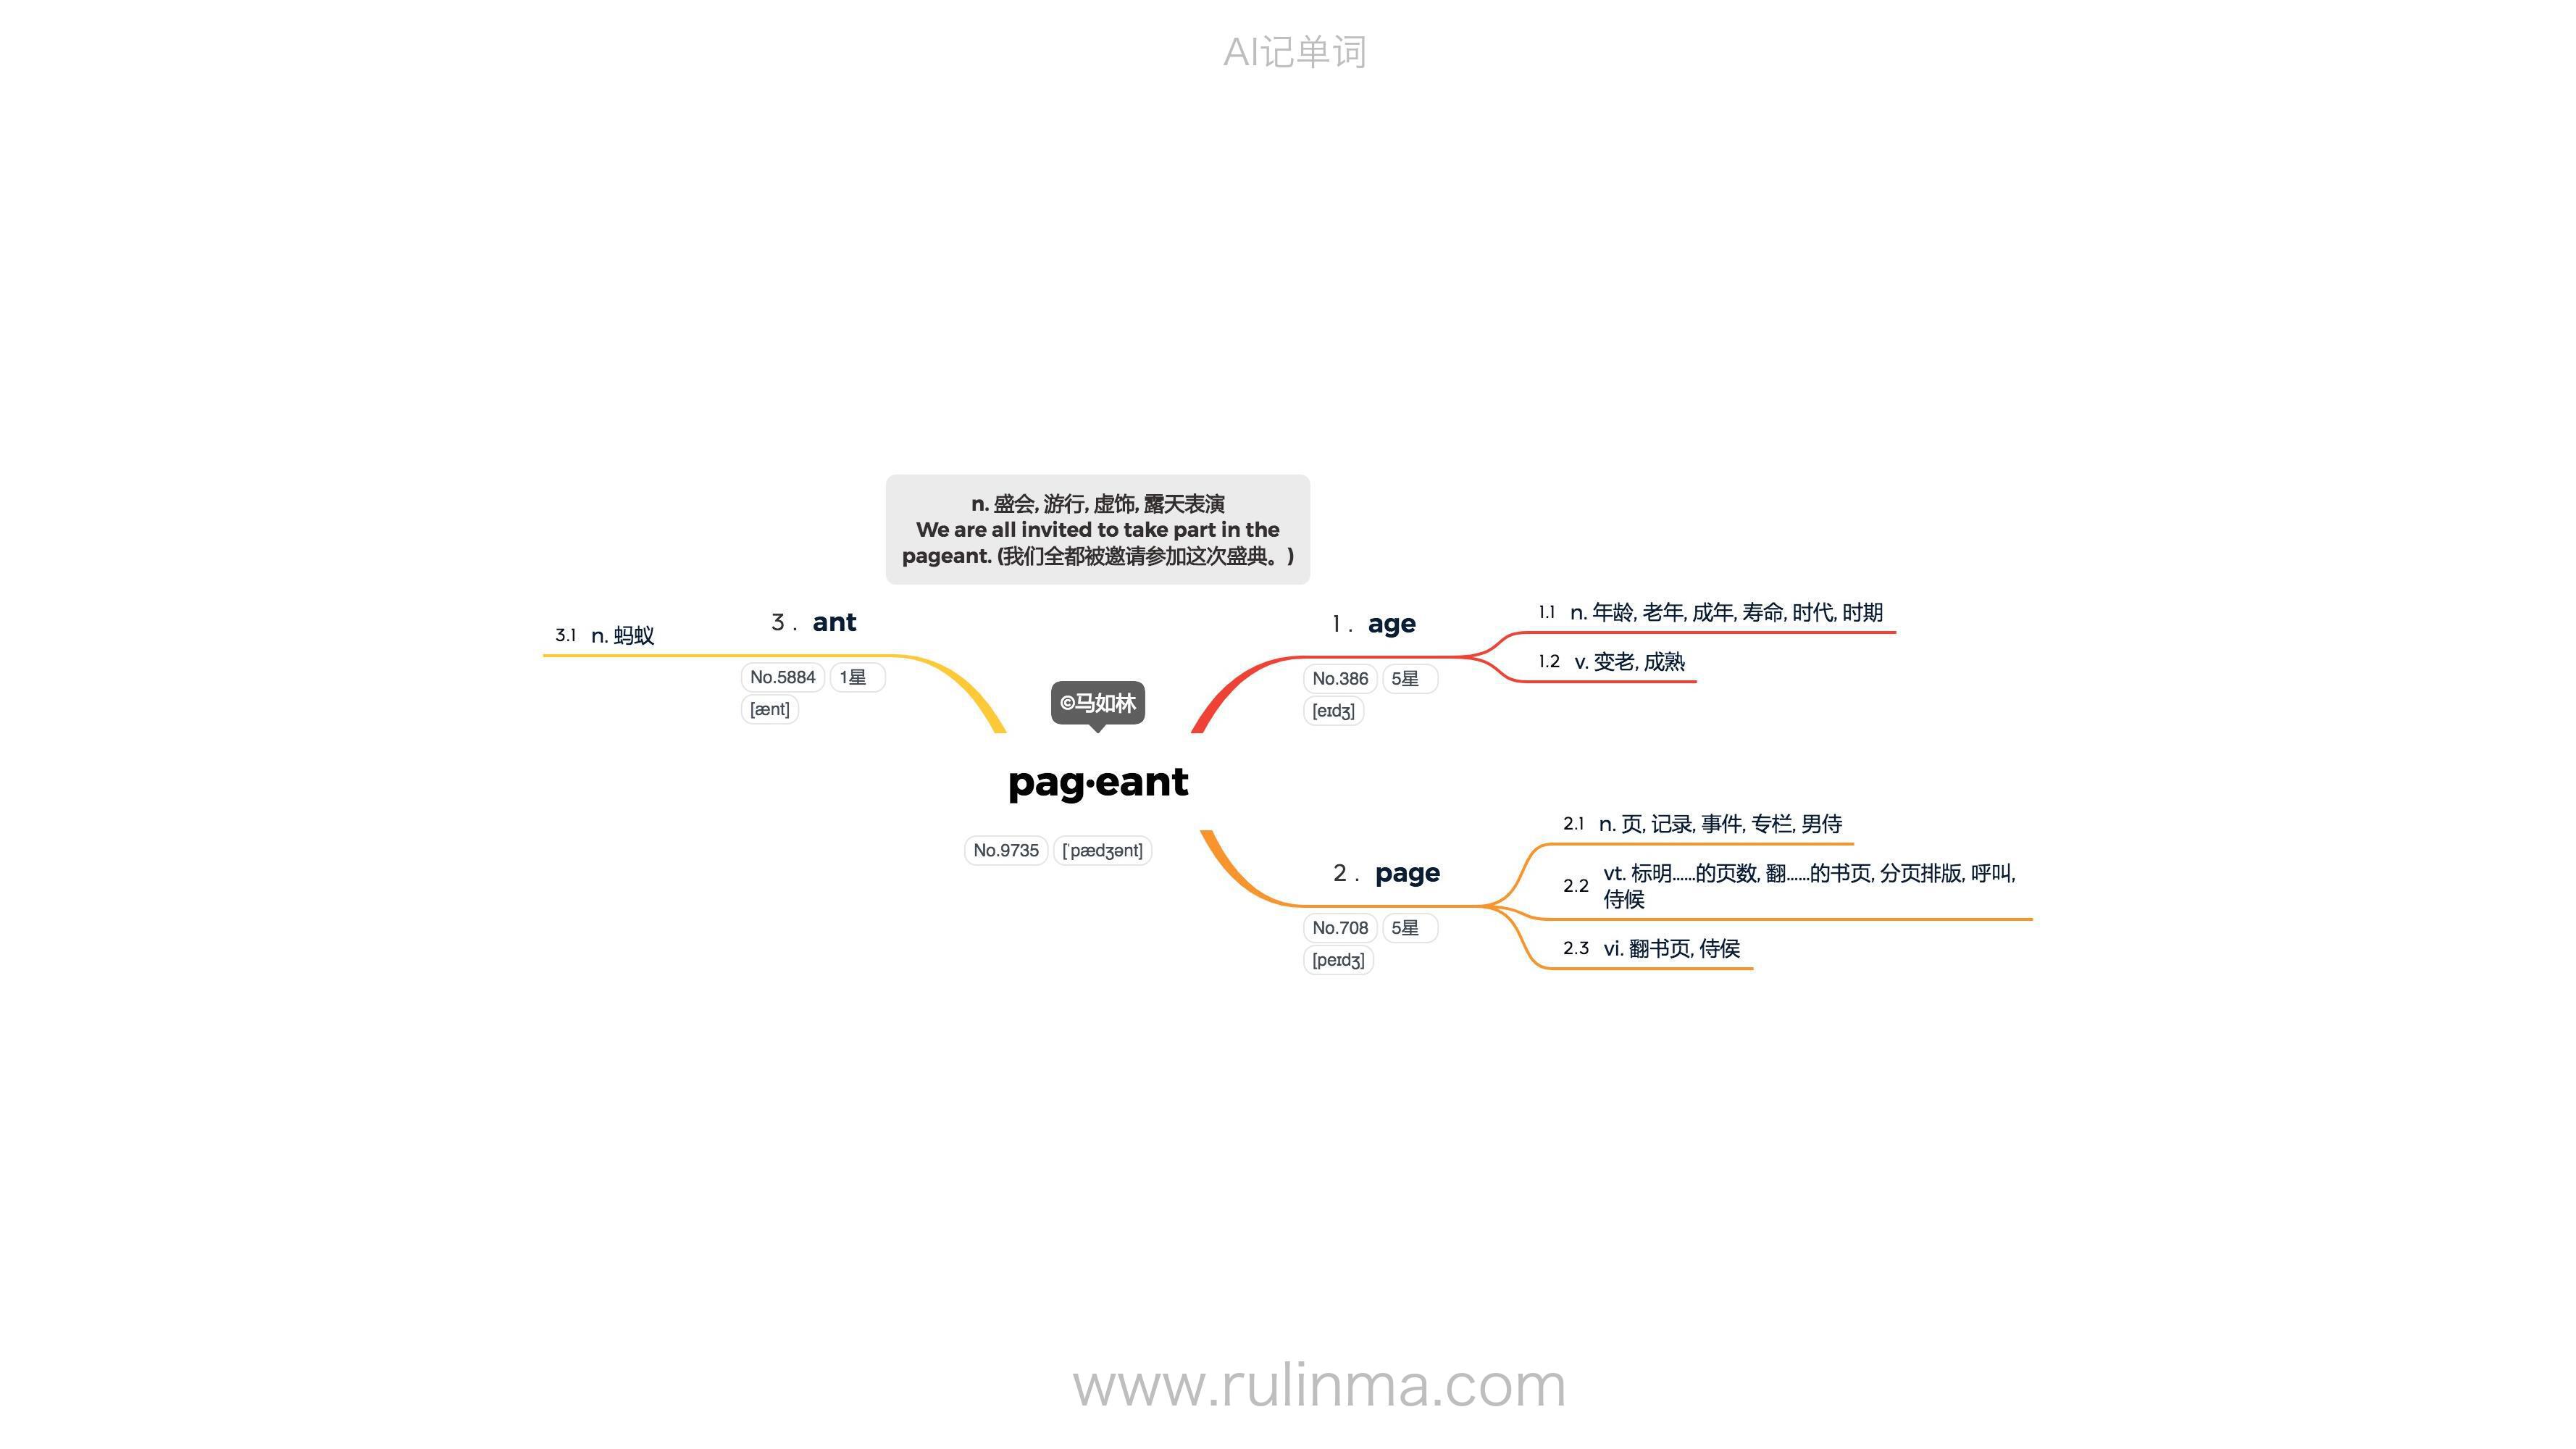 AI记单词
n. 盛会, 游行, 虚饰, 露天表演
We are all invited to take part in the
pageant. (我们全都被邀请参加这次盛典。)
3 . ant
3.1 n. 蚂蚁
No.5884 1星
[ænt]
©马如林
pag·eant
No.9735 [ˈpædʒənt]
1 . age
No.386 5星
[eɪdʒ]
1.1 n. 年龄, 老年, 成年, 寿命, 时代, 时期
1.2 v. 变老, 成熟
2 . page
No.708 5星
[peɪdʒ]
2.1 n. 页, 记录, 事件, 专栏, 男侍
2.2 vt. 标明……的页数, 翻……的书页, 分页排版, 呼叫,
侍候
2.3 vi. 翻书页, 侍侯
www.rulinma.com